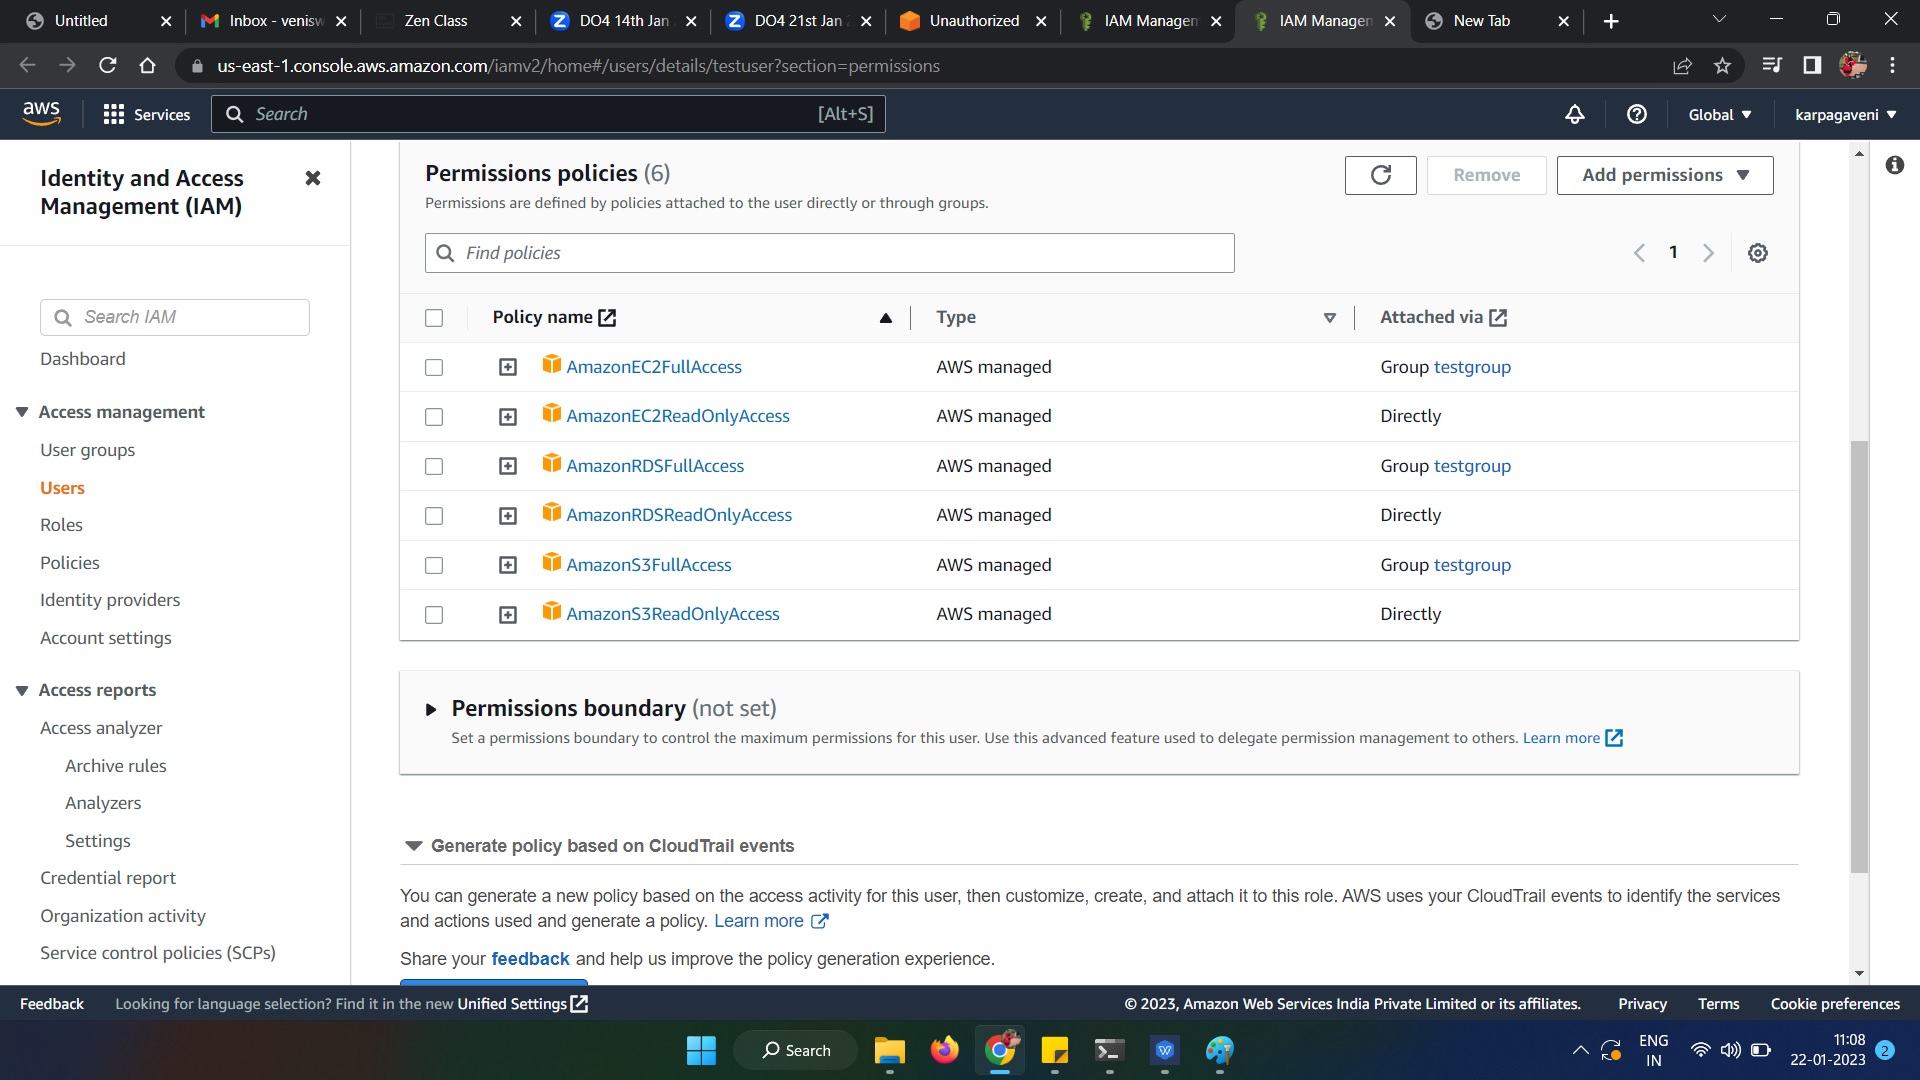 Untitled
Inbox - venisw
Zen Class
DO4 14th Jan
DO4 21st Jan 2
Unauthorized
IAM Managem
IAM Managem
New Tab
us-east-1.console.aws.amazon.com/iamv2/home#/users/details/testuser?section=permissions
aws
Services
Search
[Alt+S]
Global
karpagaveni
Identity and Access
Management (IAM)
Search IAM
Dashboard
Access management
User groups
Users
Roles
Policies
Identity providers
Account settings
Access reports
Access analyzer
Archive rules
Analyzers
Settings
Credential report
Organization activity
Service control policies (SCPs)
Permissions policies (6)
Permissions are defined by policies attached to the user directly or through groups.
Remove
Add permissions
Find policies
1
Policy name Type Attached via
AmazonEC2FullAccess AWS managed Group testgroup
AmazonEC2ReadOnlyAccess AWS managed Directly
AmazonRDSFullAccess AWS managed Group testgroup
AmazonRDSReadOnlyAccess AWS managed Directly
AmazonS3FullAccess AWS managed Group testgroup
AmazonS3ReadOnlyAccess AWS managed Directly
Permissions boundary (not set)
Set a permissions boundary to control the maximum permissions for this user. Use this advanced feature used to delegate permission management to others. Learn more
Generate policy based on CloudTrail events
You can generate a new policy based on the access activity for this user, then customize, create, and attach it to this role. AWS uses your CloudTrail events to identify the services
and actions used and generate a policy. Learn more
Share your feedback and help us improve the policy generation experience.
Feedback
Looking for language selection? Find it in the new Unified Settings
© 2023, Amazon Web Services India Private Limited or its affiliates.
Privacy
Terms
Cookie preferences
Search
ENG
IN
11:08
22-01-2023
2